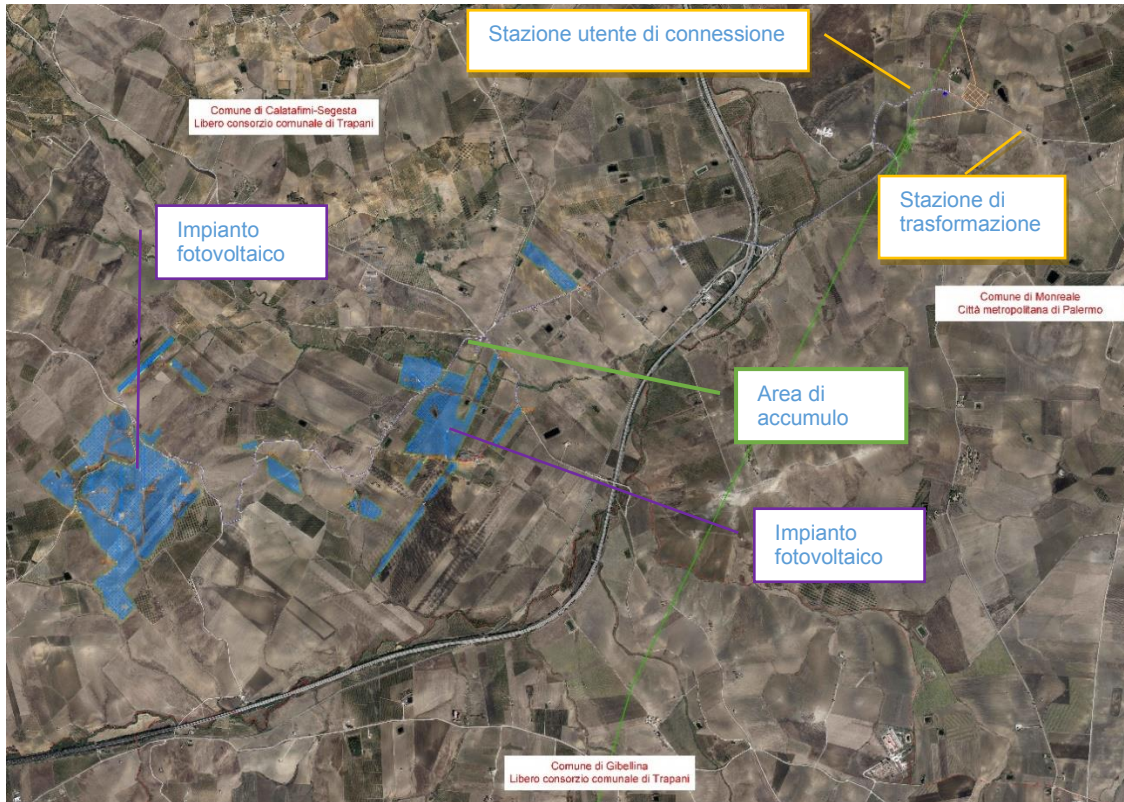 Stazione utente di connessione
Comune di Calatafimi-Segesta
Libero consorzio comunale di Trapani
Stazione di
trasformazione
Impianto
fotovoltaico
Comune di Monreale
Città metropolitana di Palermo
Area di
accumulo
Impianto
fotovoltaico
Comune di Gibellina
Libero consorzio comunale di Trapani